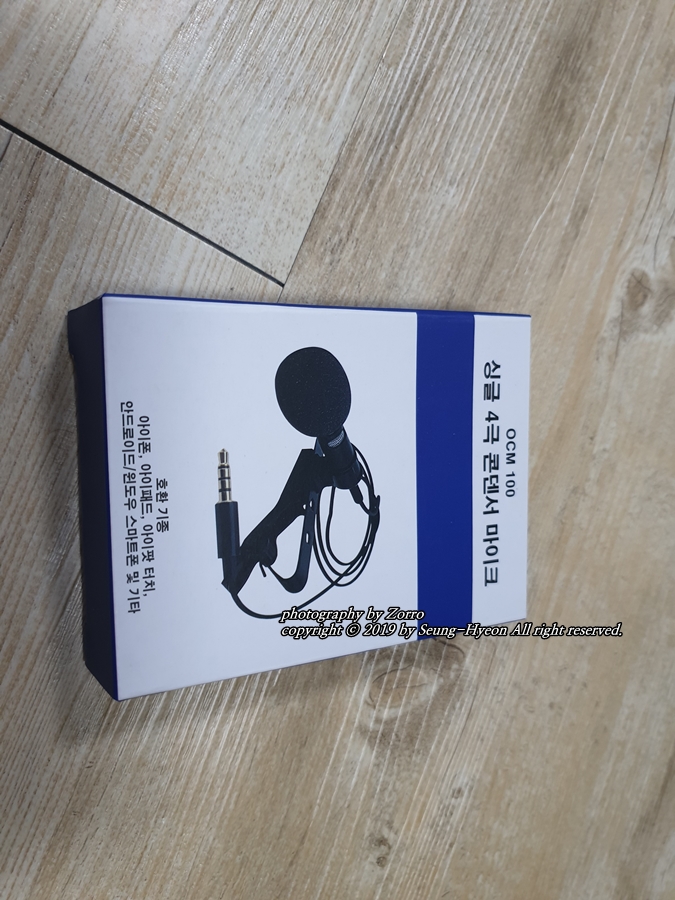 OCM 100
싱글 4극 콘덴서 마이크
호환 기종
아이폰, 아이패드, 아이팟 터치,
안드로이드/윈도우 스마트폰 및 기타
photography by Zorro
copyright © 2019 by Seung-Hyeon All right reserved.